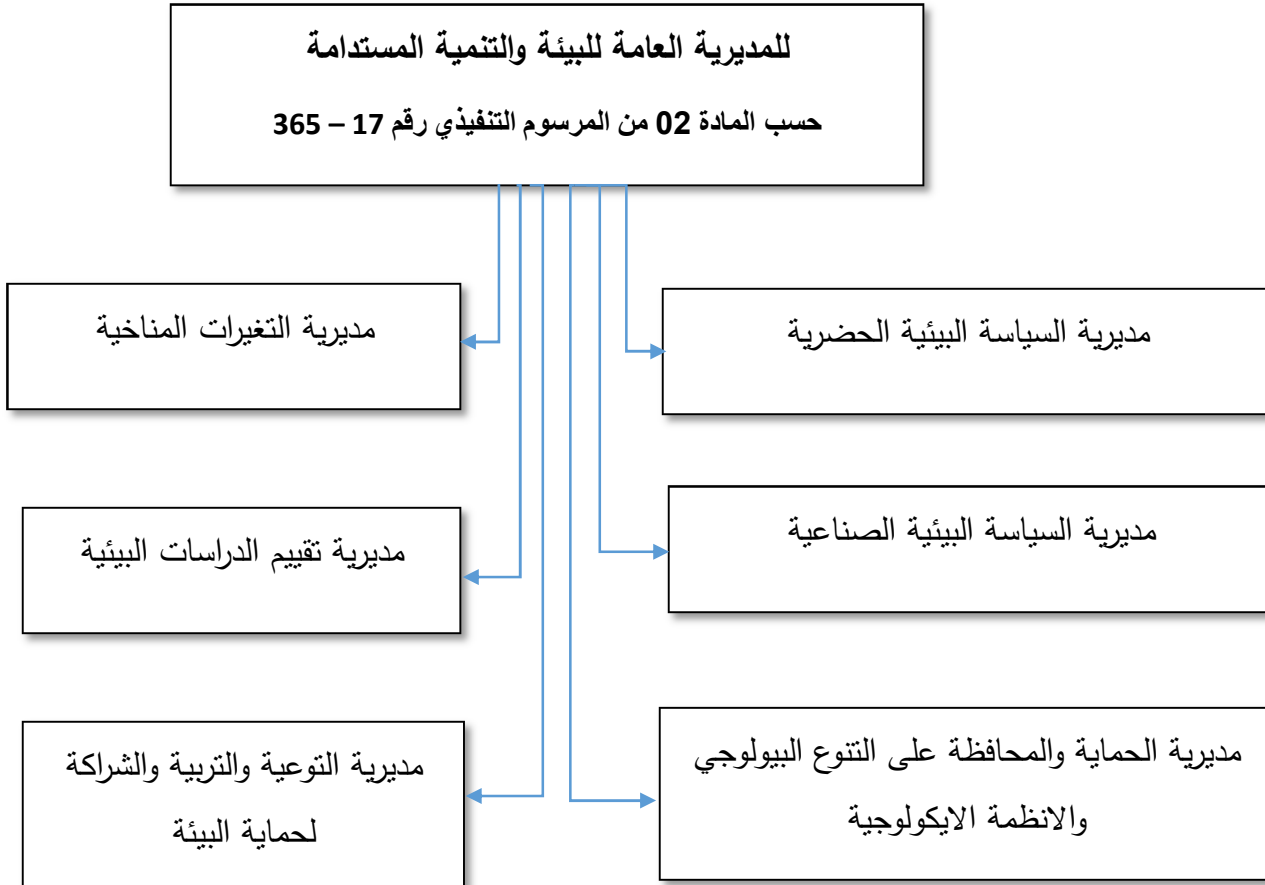 للمديرية العامة للبيئة والتنمية المستدامة
حسب المادة 02 من المرسوم التنفيذي رقم 17 – 365
مديرية السياسة البيئية الحضرية
مديرية التغيرات المناخية
مديرية السياسة البيئية الصناعية
مديرية تقييم الدراسات البيئية
مديرية الحماية والمحافظة على التنوع البيولوجي
والانظمة الايكولوجية
مديرية التوعية والتربية والشراكة
لحماية البيئة